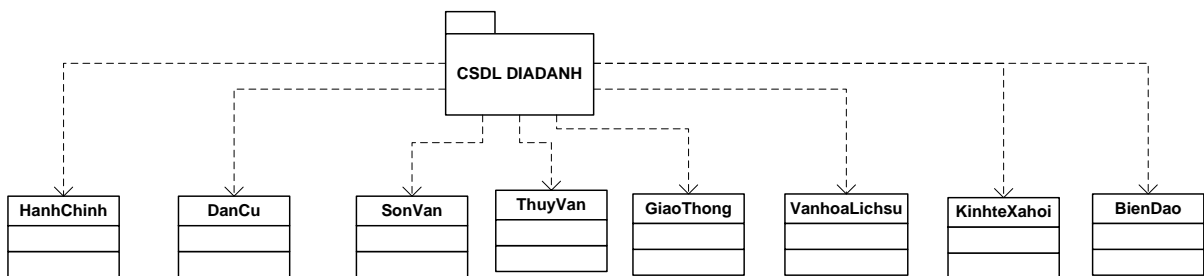 CSDL DIADANH
HanhChinh
DanCu
SonVan
ThuyVan
GiaoThong
VanhoaLichsu
KinhteXahoi
BienDao